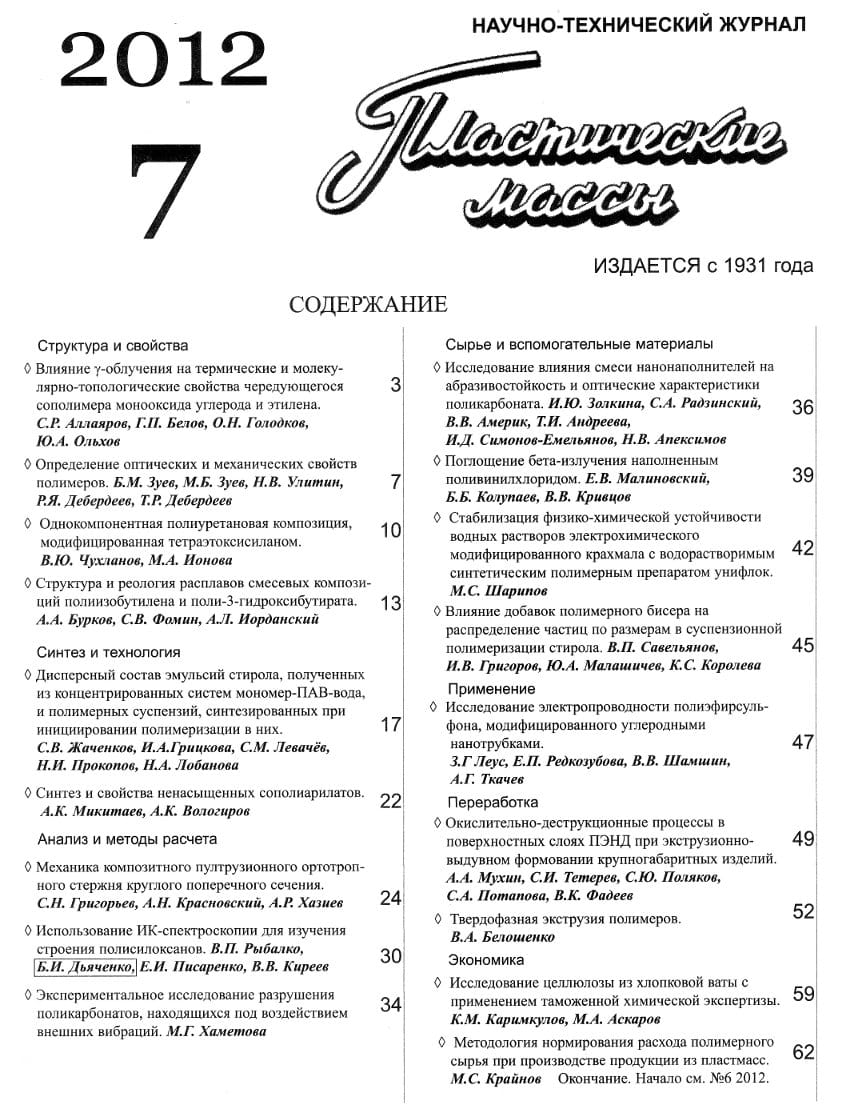 2012
7
НАУЧНО-ТЕХНИЧЕСКИЙ ЖУРНАЛ
Пластические
массы
ИЗДАЕТСЯ с 1931 года
СОДЕРЖАНИЕ
Структура и свойства
◊ Влияние γ-облучения на термические и молеку-
лярно-топологические свойства чередующегося 3
сополимера монооксида углерода и этилена.
С.Р. Аллаяров, Г.П. Белов, О.Н. Голодков,
Ю.А. Ольхов
◊ Определение оптических и механических свойств
полимеров. Б.М. Зуев, М.Б. Зуев, Н.В. Улитин, 7
Р.Я. Дебердеев, Т.Р. Дебердеев
◊ Однокомпонентная полиуретановая композиция,
модифицированная тетраэтоксисиланом. 10
В.Ю. Чухланов, М.А. Ионова
◊ Структура и реология расплавов смесевых компози-
ций полиизобутилена и поли-3-гидроксибутирата. 13
А.А. Бурков, С.В. Фомин, А.Л. Иорданский
Синтез и технология
◊ Дисперсный состав эмульсий стирола, полученных
из концентрированных систем мономер-ПАВ-вода,
и полимерных суспензий, синтезированных при
инициировании полимеризации в них. 17
С.В. Жаченков, И.А.Грицкова, С.М. Левачёв,
Н.И. Прокопов, Н.А. Лобанова
◊ Синтез и свойства ненасыщенных сополиарилатов. 22
А.К. Микитаев, А.К. Вологиров
Анализ и методы расчета
◊ Механика композитного пултрузионного ортотроп-
ного стержня круглого поперечного сечения.
С.Н. Григорьев, А.Н. Красновский, А.Р. Хазиев 24
◊ Использование ИК-спектроскопии для изучения
строения полисилоксанов. В.П. Рыбалко, 30
Б.И. Дьяченко, Е.И. Писаренко, В.В. Киреев
◊ Экспериментальное исследование разрушения
поликарбонатов, находящихся под воздействием 34
внешних вибраций. М.Г. Хаметова
Сырье и вспомогательные материалы
◊ Исследование влияния смеси нанонаполнителей на
абразивостойкость и оптические характеристики
поликарбоната. И.Ю. Золкина, С.А. Радзинский, 36
В.В. Америк, Т.И. Андреева,
И.Д. Симонов-Емельянов, Н.В. Апексимов
◊ Поглощение бета-излучения наполненным
поливинилхлоридом. Е.В. Малиновский, 39
Б.Б. Колупаев, В.В. Кривцов
◊ Стабилизация физико-химической устойчивости
водных растворов электрохимического
модифицированного крахмала с водорастворимым 42
синтетическим полимерным препаратом унифлок.
М.С. Шарипов
◊ Влияние добавок полимерного бисера на
распределение частиц по размерам в суспензионной
полимеризации стирола. В.П. Савельянов, 45
И.В. Григоров, Ю.А. Малашичев, К.С. Королева
Применение
◊ Исследование электропроводности полиэфирсуль-
фона, модифицированного углеродными
нанотрубками. 47
З.Г Леус, Е.П. Редкозубова, В.В. Шамшин,
А.Г. Ткачев
Переработка
◊ Окислительно-деструкционные процессы в
поверхностных слоях ПЭНД при экструзионно- 49
выдувном формовании крупногабаритных изделий.
А.А. Мухин, С.И. Тетерев, С.Ю. Поляков,
С.А. Потапова, В.К. Фадеев
◊ Твердофазная экструзия полимеров. 52
В.А. Белошенко
Экономика
◊ Исследование целлюлозы из хлопковой ваты с
применением таможенной химической экспертизы. 59
К.М. Каримкулов, М.А. Аскаров
◊ Методология нормирования расхода полимерного
сырья при производстве продукции из пластмасс. 62
М.С. Крайнов Окончание. Начало см. №6 2012.